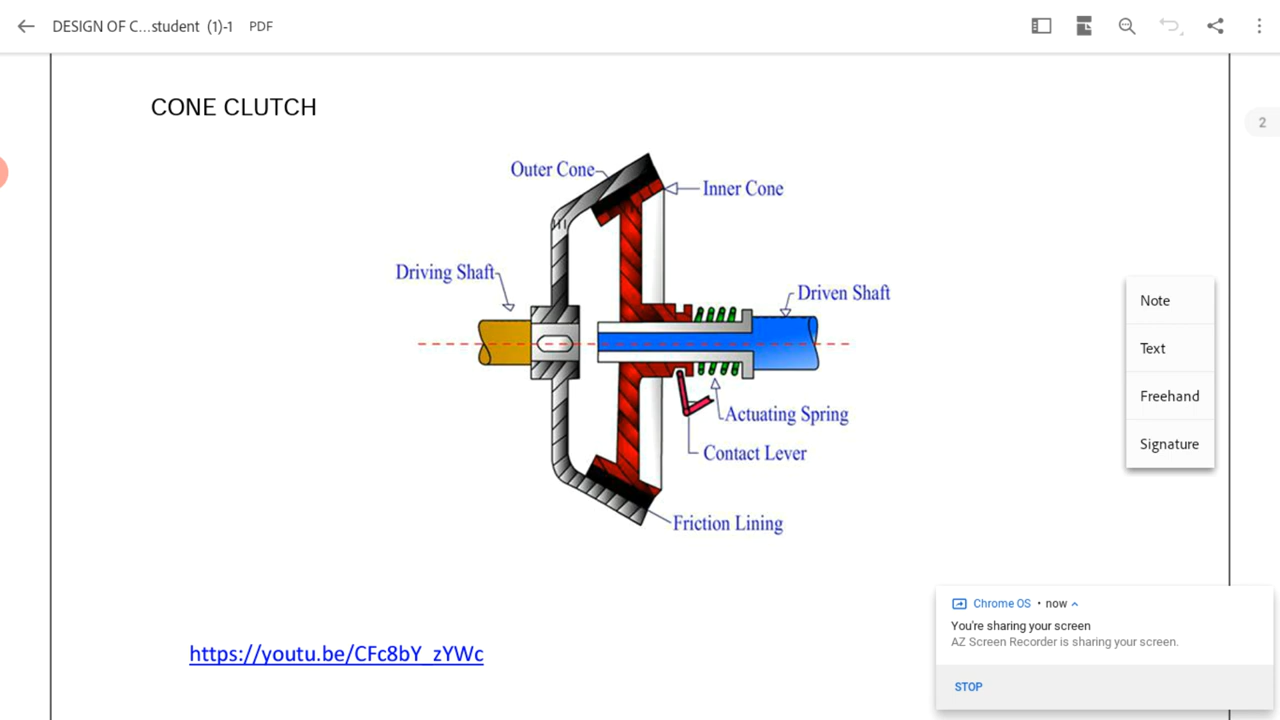 DESIGN OF C...student (1)-1 PDF
CONE CLUTCH
2
Outer Cone
Inner Cone
Driving Shaft
Driven Shaft
Note
Text
Freehand
Signature
Actuating Spring
Contact Lever
Friction Lining
Chrome OS • now
You're sharing your screen
AZ Screen Recorder is sharing your screen.
https://youtu.be/CFc8bY_zYWc
STOP